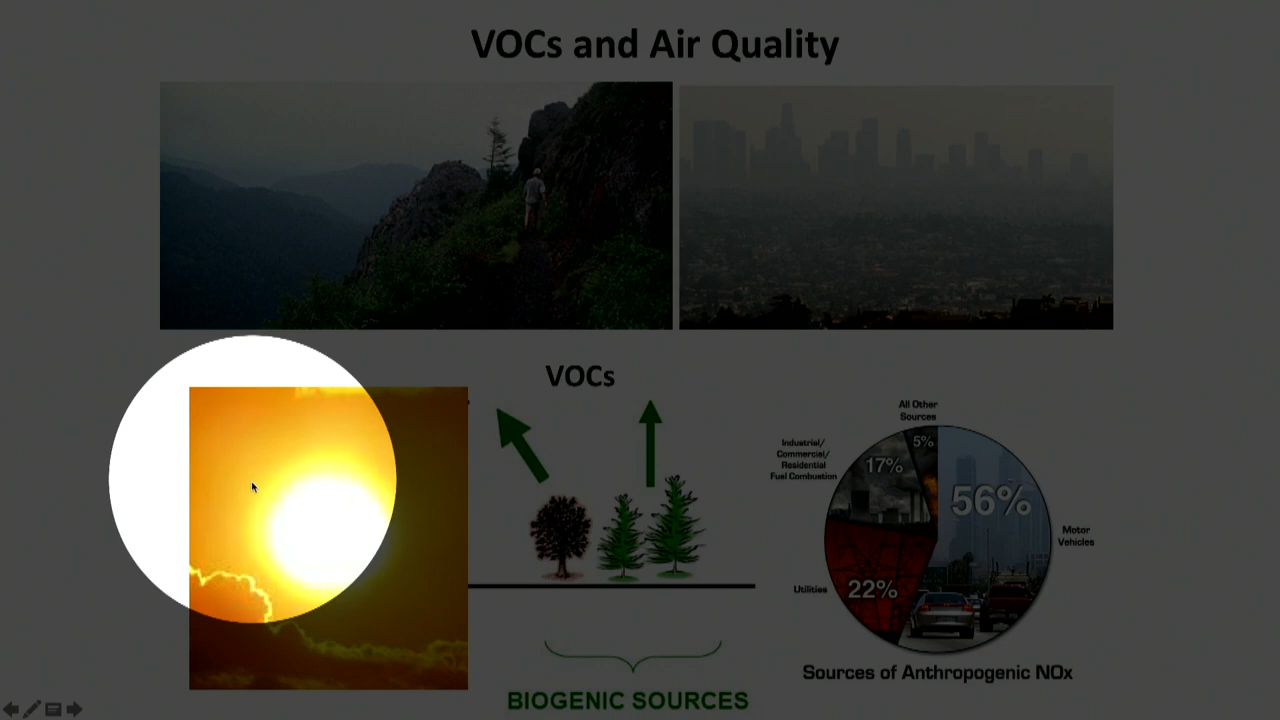 VOCs and Air Quality
VOCs
BIOGENIC SOURCES
All Other
Sources
5%
Industrial/
Commercial/
Residential
Fuel Combustion
17%
56%
Motor
Vehicles
Utilities
22%
Sources of Anthropogenic NOx